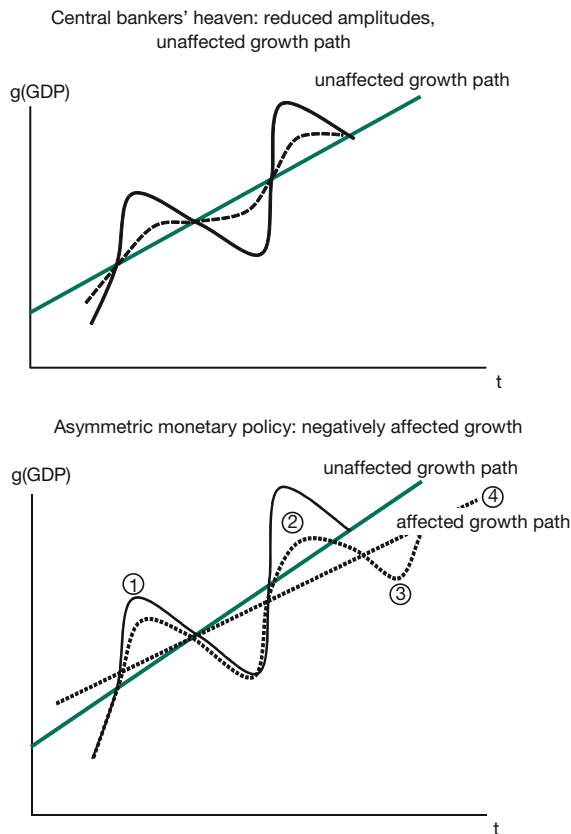 Central bankers’ heaven: reduced amplitudes,
unaffected growth path
unaffected growth path
g(GDP)
t
Asymmetric monetary policy: negatively affected growth
unaffected growth path
g(GDP)
④
②
affected growth path
①
③
t